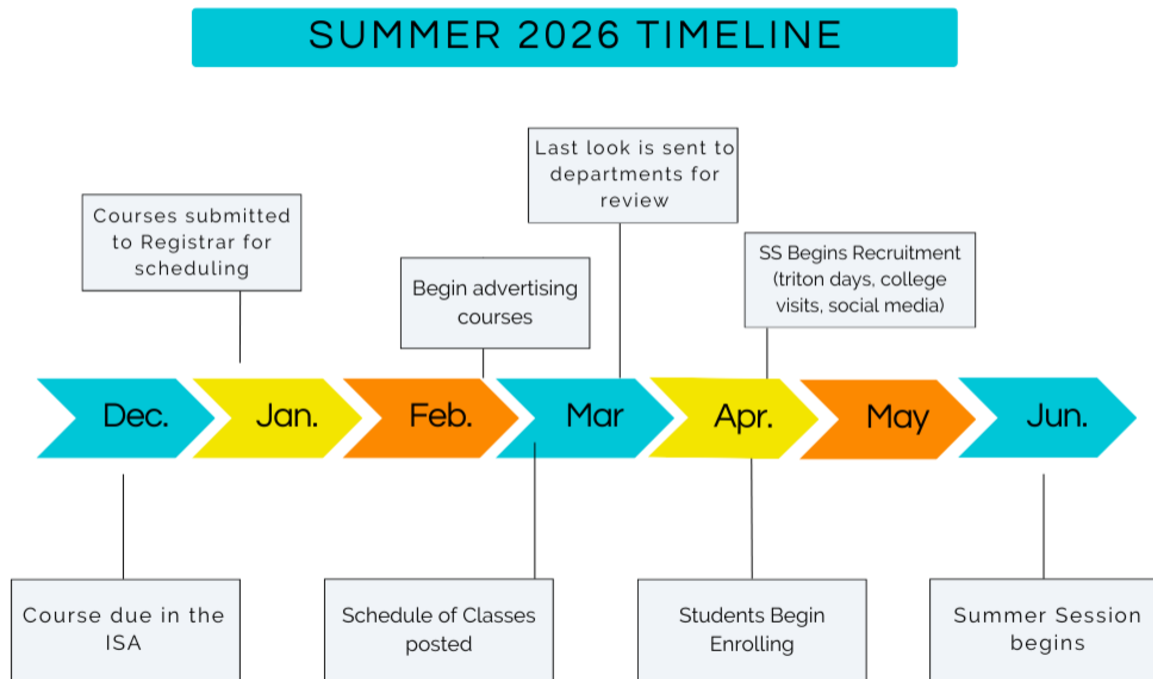 SUMMER 2026 TIMELINE
Last look is sent to
departments for
review
Courses submitted
to Registrar for
scheduling
SS Begins Recruitment
(triton days, college
visits, social media)
Begin advertising
courses
Dec.
Jan.
Feb.
Mar
Apr.
May
Jun.
Course due in the
ISA
Schedule of Classes
posted
Students Begin
Enrolling
Summer Session
begins